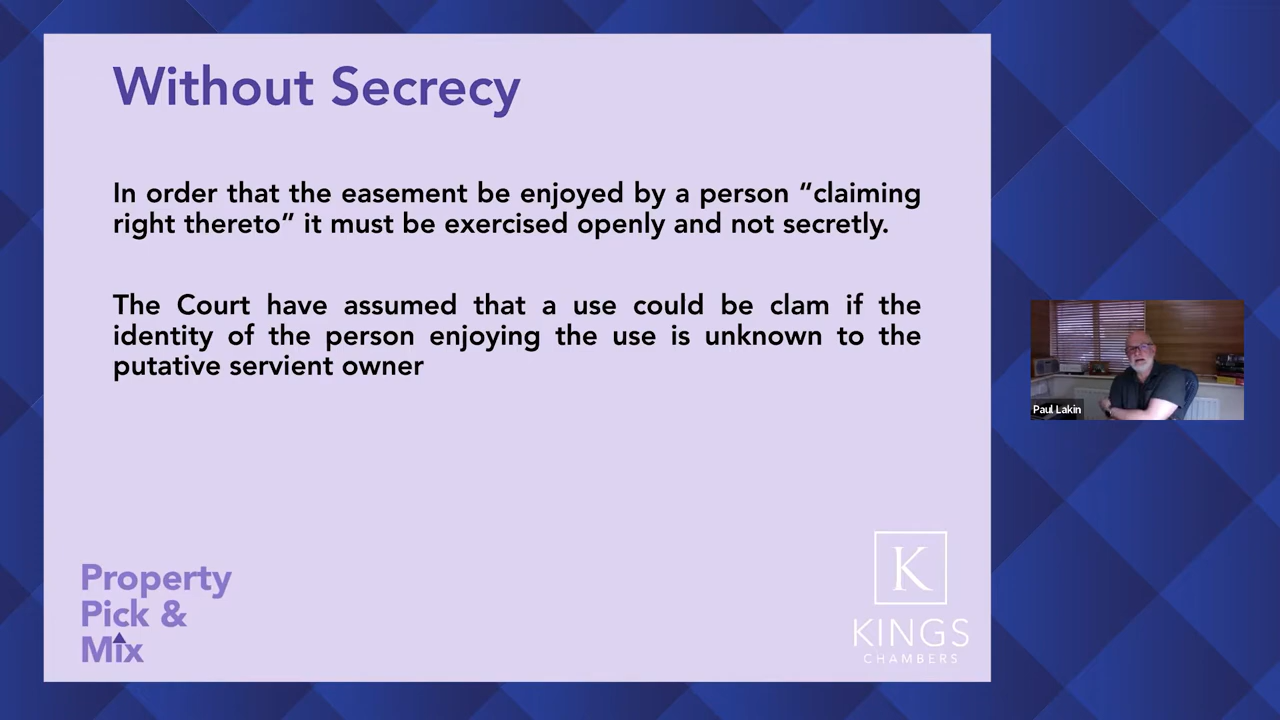 Without Secrecy
In order that the easement be enjoyed by a person “claiming
right thereto” it must be exercised openly and not secretly.
The Court have assumed that a use could be clam if the
identity of the person enjoying the use is unknown to the
putative servient owner
Paul Lakin
Property
Pick &
Mix
K
KINGS
CHAMBERS